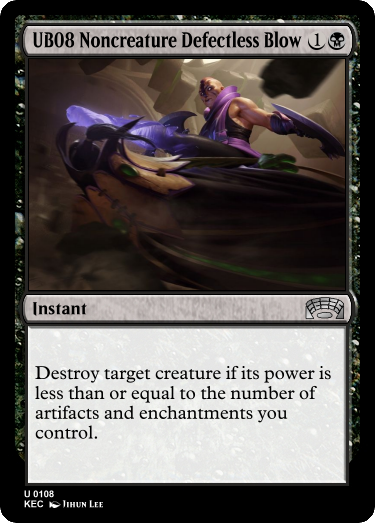 UB08 Noncreature Defectless Blow 1
Instant
Destroy target creature if its power is
less than or equal to the number of
artifacts and enchantments you
control.
U 0108
KEC Jihun Lee